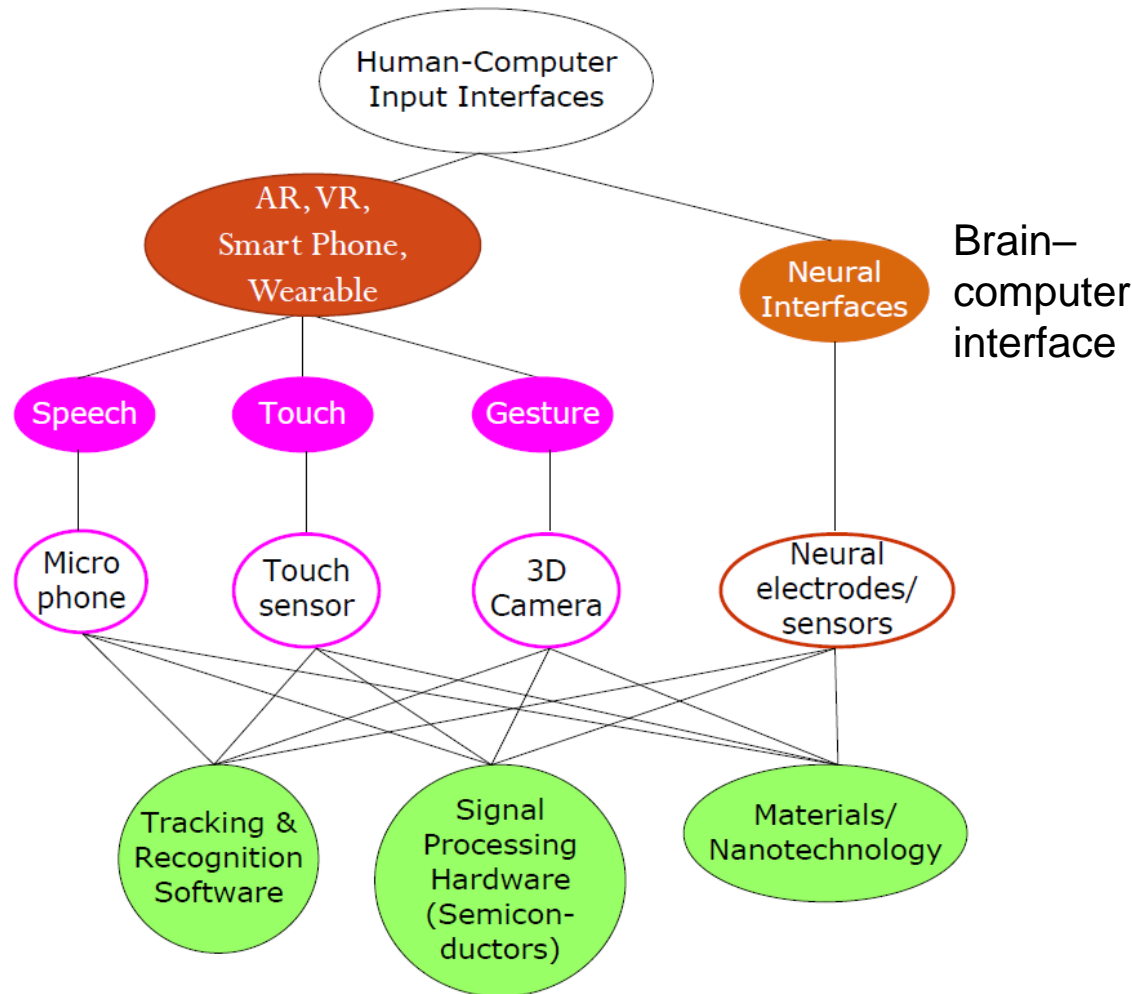 Human-Computer
Input Interfaces
AR, VR,
Smart Phone,
Wearable
Neural
Interfaces
Brain–
computer
interface
Speech
Touch
Gesture
Micro
phone
Touch
sensor
3D
Camera
Neural
electrodes/
sensors
Tracking &
Recognition
Software
Signal
Processing
Hardware
(Semicon-
ductors)
Materials/
Nanotechnology